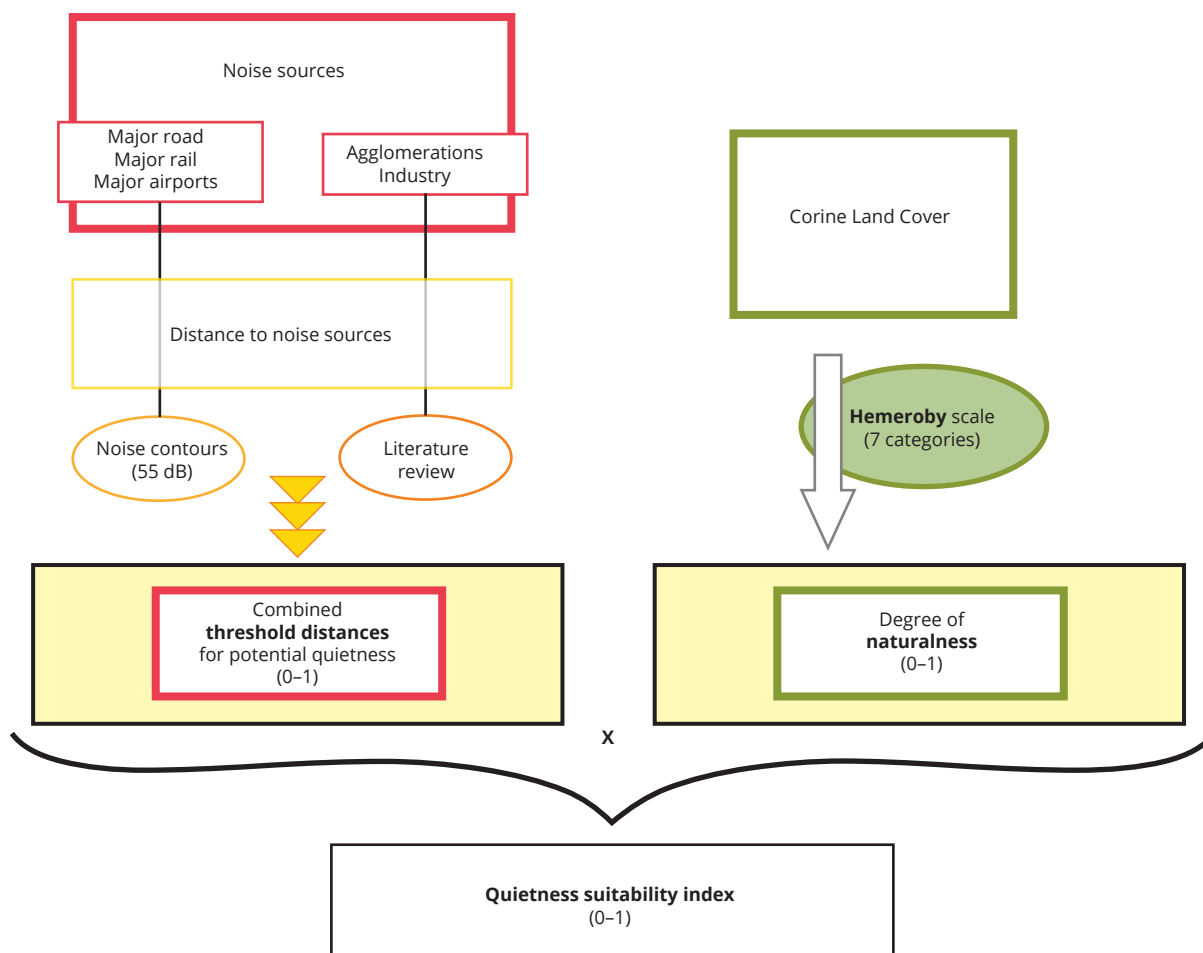 Noise sources
Major road
Major rail
Major airports
Agglomerations
Industry
Distance to noise sources
Noise contours
(55 dB)
Literature
review
Combined
threshold distances
for potential quietness
(0–1)
Corine Land Cover
Hemeroby scale
(7 categories)
Degree of
naturalness
(0–1)
X
Quietness suitability index
(0–1)